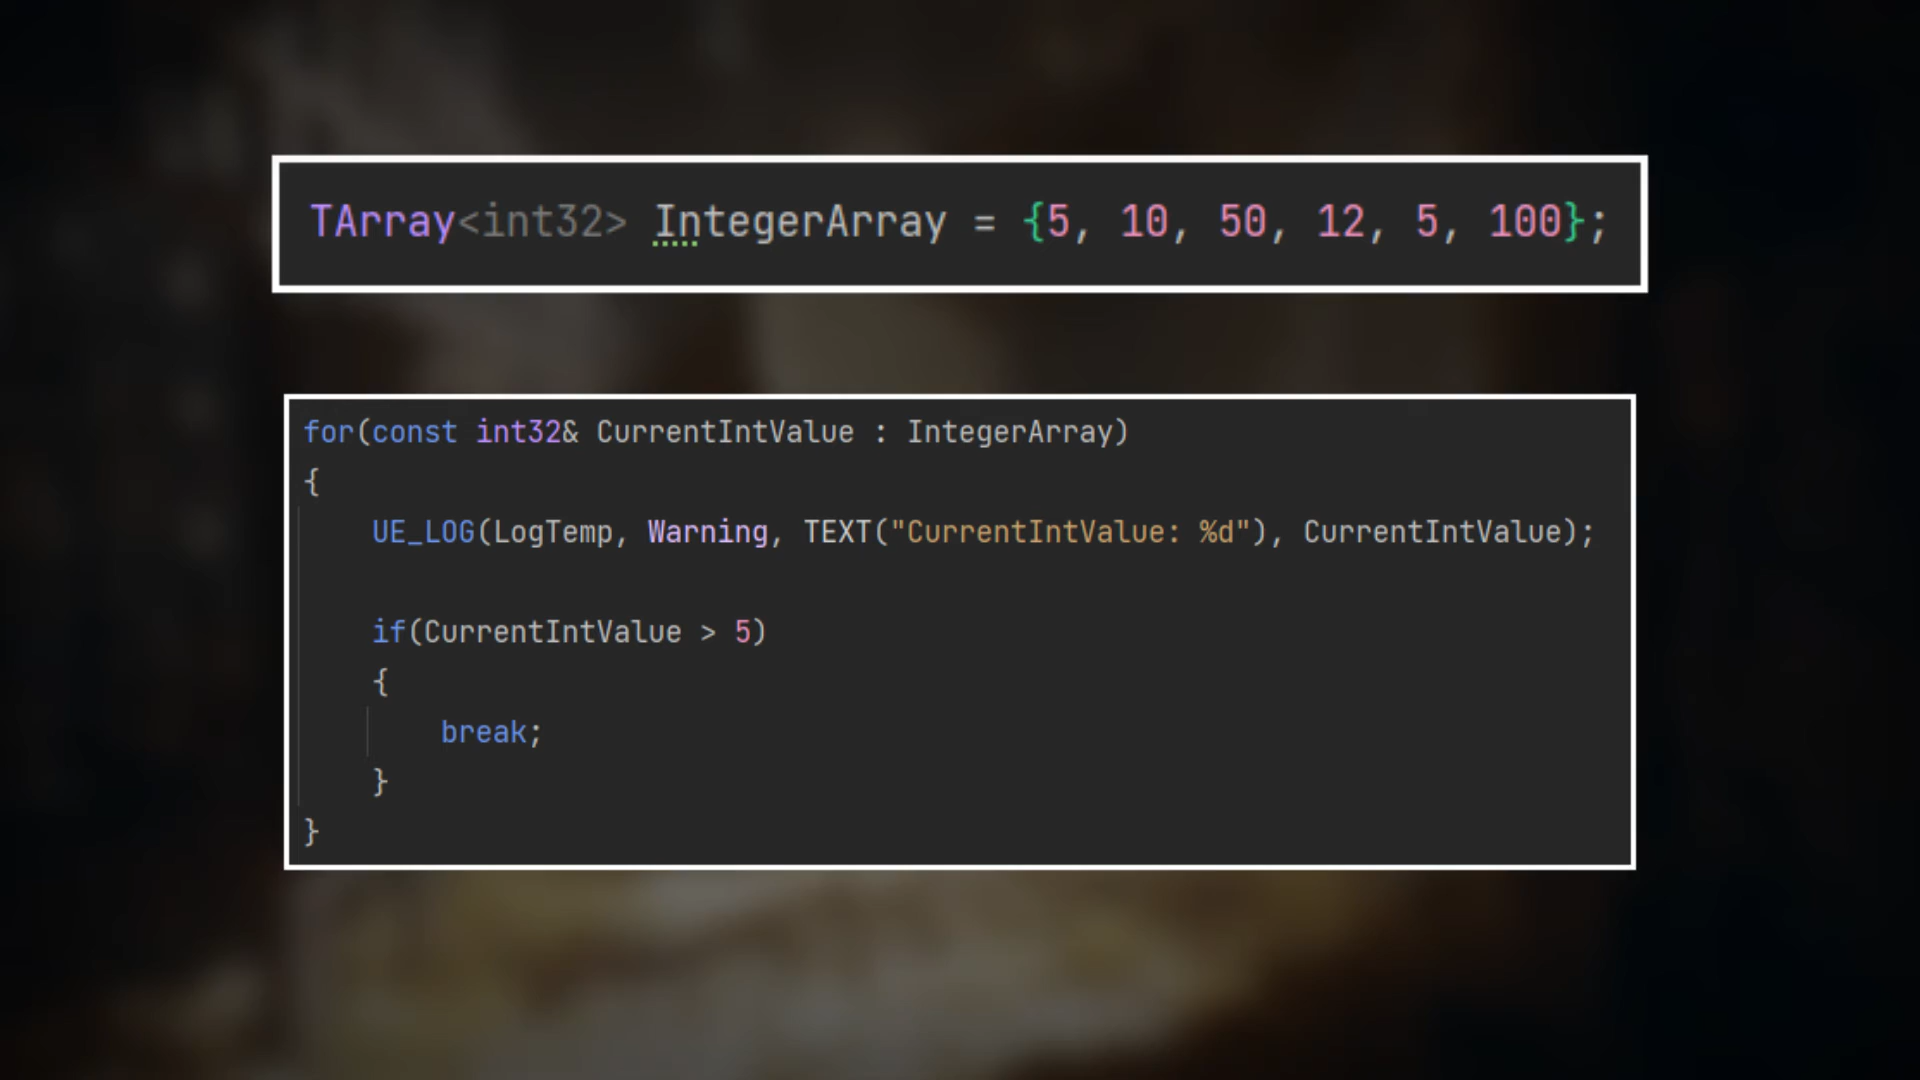 TArray<int32> IntegerArray = {5, 10, 50, 12, 5, 100};
for(const int32& CurrentIntValue : IntegerArray)
{
UE_LOG(LogTemp, Warning, TEXT("CurrentIntValue: %d"), CurrentIntValue);
if(CurrentIntValue > 5)
{
break;
}
}